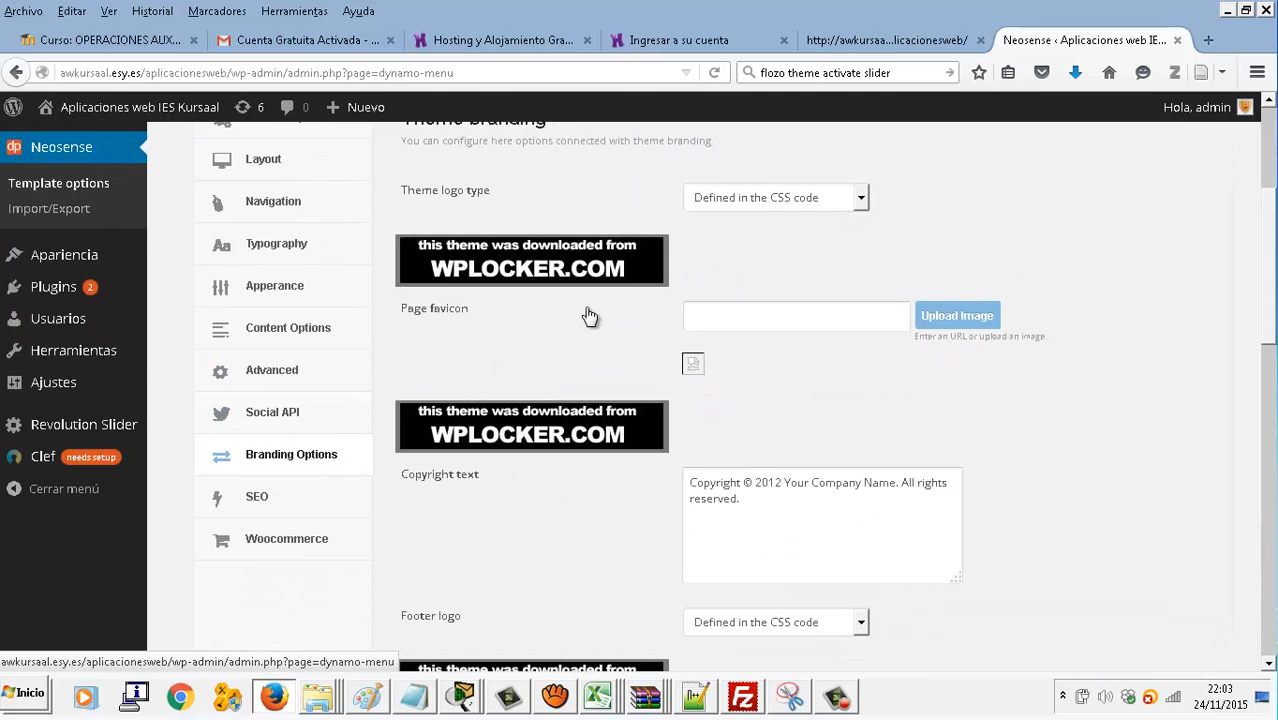 Archivo Editar Ver Historial Marcadores Herramientas Ayuda
Curso: OPERACIONES AUX... Cuenta Gratuita Activada - ... Hosting y Alojamiento Gra... Ingresar a su cuenta http://awkursaa...licacionesweb/ Neosense ‹ Aplicaciones web IE...
awkursaal.esy.es/aplicacionesweb/wp-admin/admin.php?page=dynamo-menu flozo theme activate slider
Aplicaciones web IES Kursaal 6 0 Nuevo Hola, admin
Neosense
Template options
Import/Export
Apariencia
Plugins 2
Usuarios
Herramientas
Ajustes
Revolution Slider
Clef needs setup
Cerrar menú
Layout
Navigation
Typography
Apperance
Content Options
Advanced
Social API
Branding Options
SEO
Woocommerce
Theme branding
You can configure here options connected with theme branding.
Theme logo type Defined in the CSS code
this theme was downloaded from
WPLOCKER.COM
Page favicon Upload Image
Enter an URL or upload an image.
this theme was downloaded from
WPLOCKER.COM
Copyright text Copyright © 2012 Your Company Name. All rights
reserved.
Footer logo Defined in the CSS code
this theme was downloaded from
awkursaal.esy.es/aplicacionesweb/wp-admin/admin.php?page=dynamo-menu
Inicio 22:03
24/11/2015